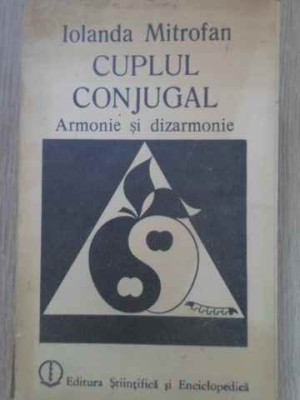 Iolanda Mitrofan
CUPLUL
CONJUGAL
Armonie și dizarmonie
Editura Științifică și Enciclopedică